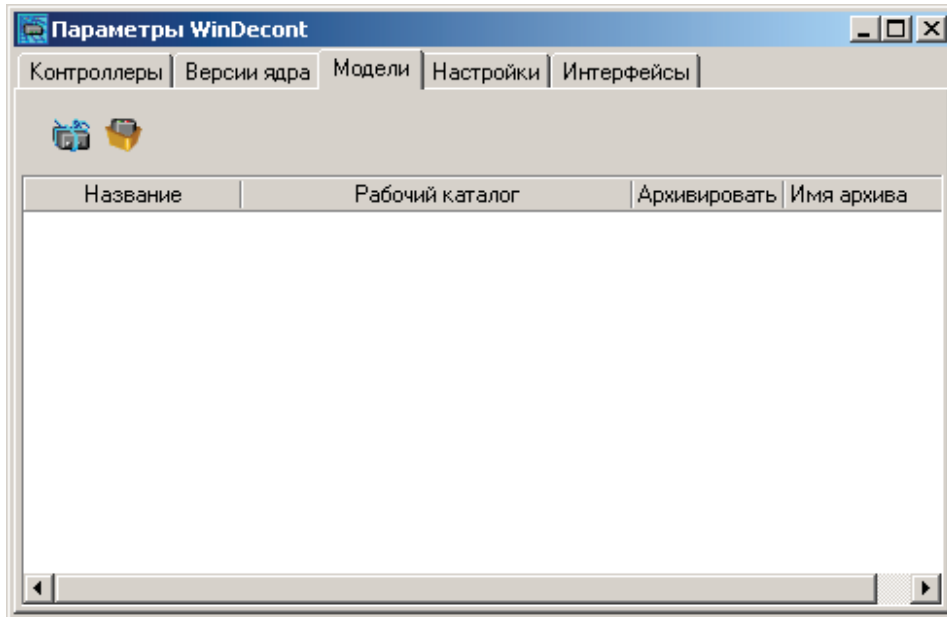 Параметры WinDecont
Контроллеры Версии ядра Модели Настройки Интерфейсы
Название Рабочий каталог Архивировать Имя архива